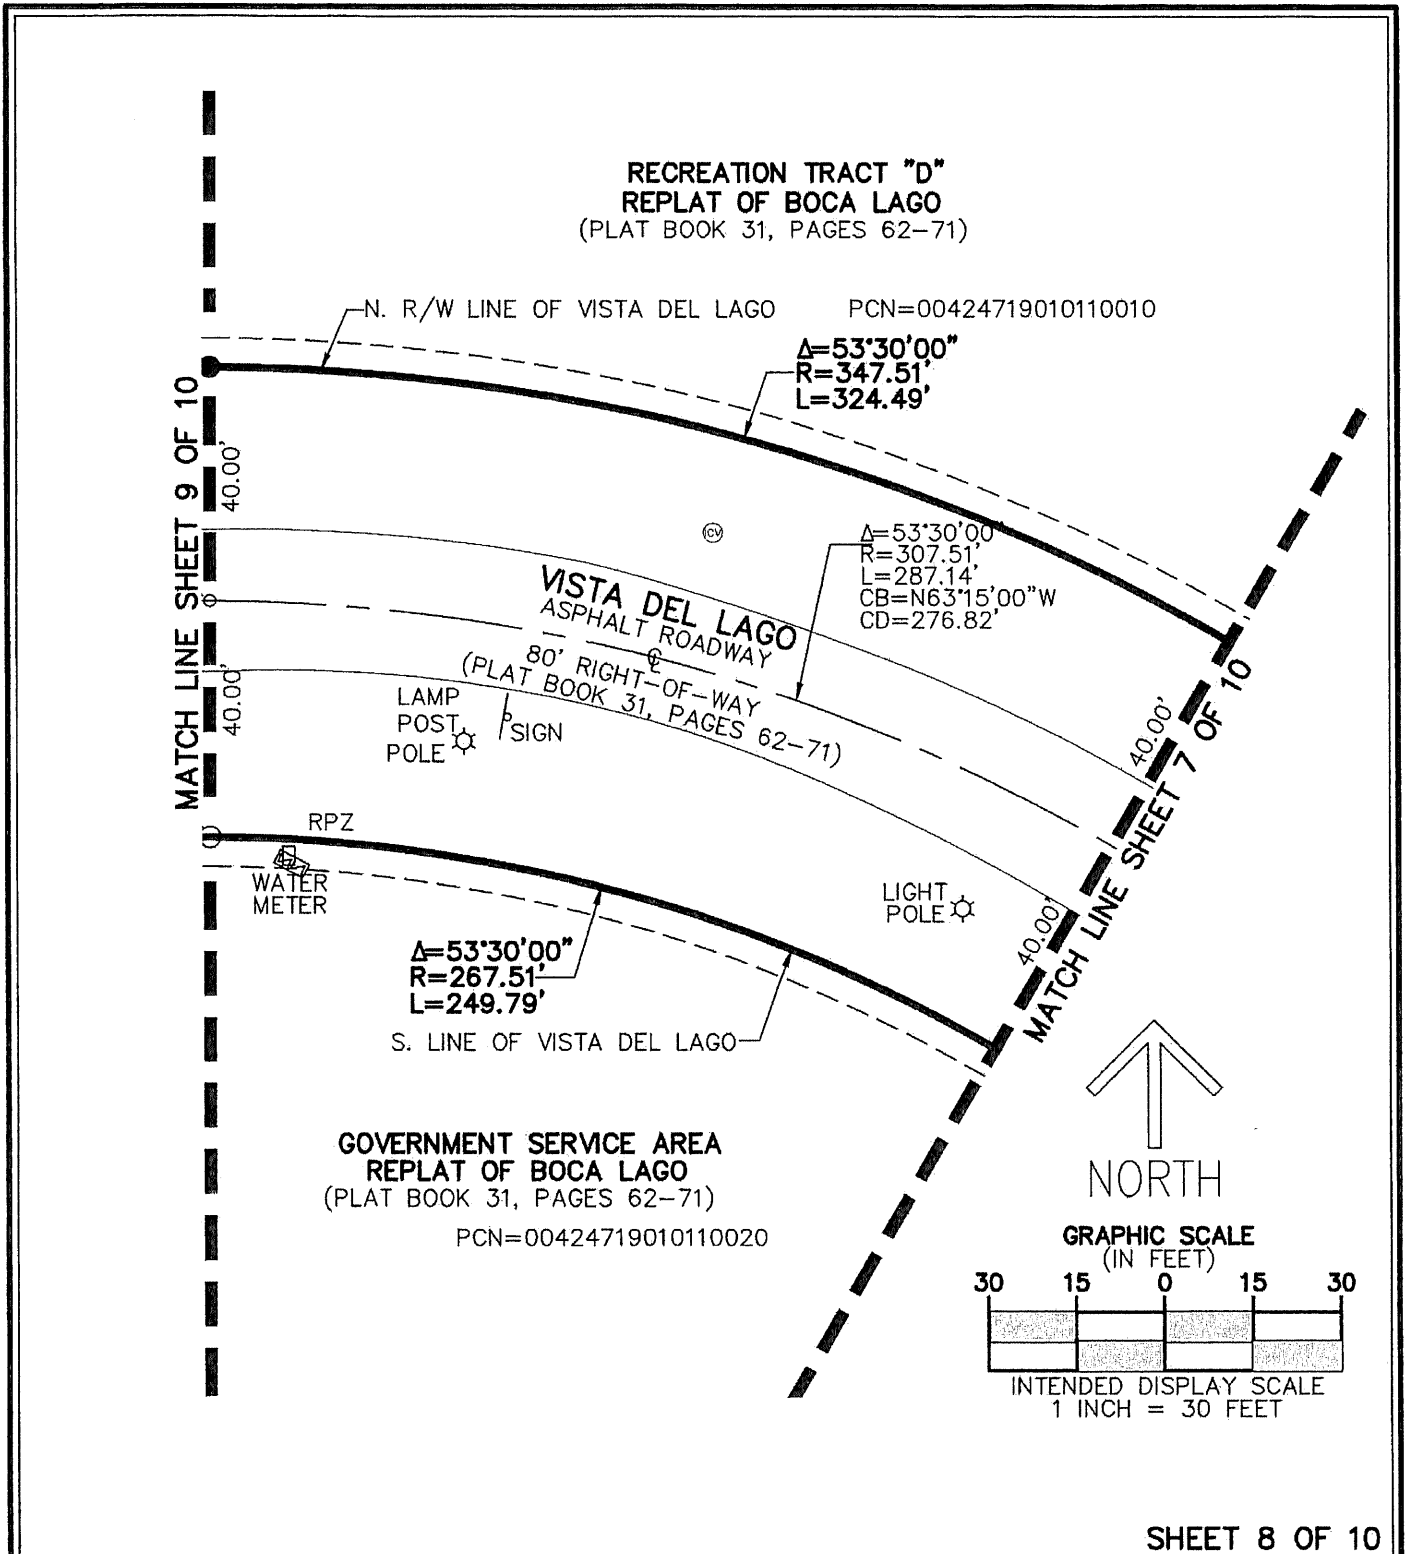 RECREATION TRACT "D"
REPLAT OF BOCA LAGO
(PLAT BOOK 31, PAGES 62-71)
N. R/W LINE OF VISTA DEL LAGO
PCN=00424719010110010
Δ=53°30'00"
R=347.51'
L=324.49'
MATCH LINE SHEET 9 OF 10
40.00'
40.00'
ICV
Δ=53°30'00"
R=307.51'
L=287.14'
CB=N63°15'00"W
CD=276.82'
VISTA DEL LAGO
ASPHALT ROADWAY
℄
80' RIGHT-OF-WAY
(PLAT BOOK 31, PAGES 62-71)
LAMP
POST
POLE
SIGN
40.00'
40.00'
MATCH LINE SHEET 7 OF 10
RPZ
WATER
METER
LIGHT
POLE
Δ=53°30'00"
R=267.51'
L=249.79'
S. LINE OF VISTA DEL LAGO
GOVERNMENT SERVICE AREA
REPLAT OF BOCA LAGO
(PLAT BOOK 31, PAGES 62-71)
PCN=00424719010110020
NORTH
GRAPHIC SCALE
(IN FEET)
30 15 0 15 30
INTENDED DISPLAY SCALE
1 INCH = 30 FEET
SHEET 8 OF 10